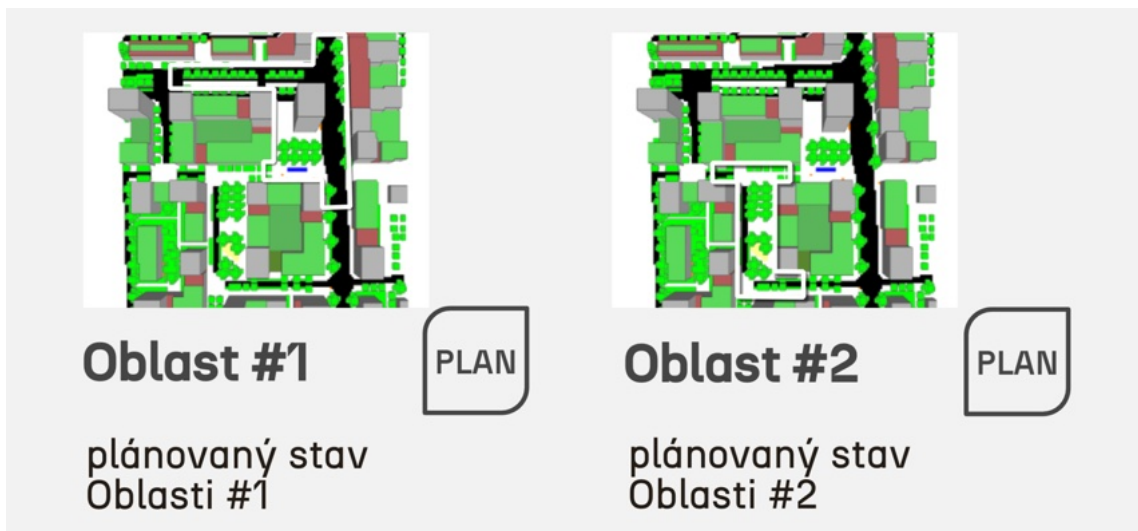 Oblast #1
PLAN
plánovaný stav
Oblasti #1
Oblast #2
PLAN
plánovaný stav
Oblasti #2